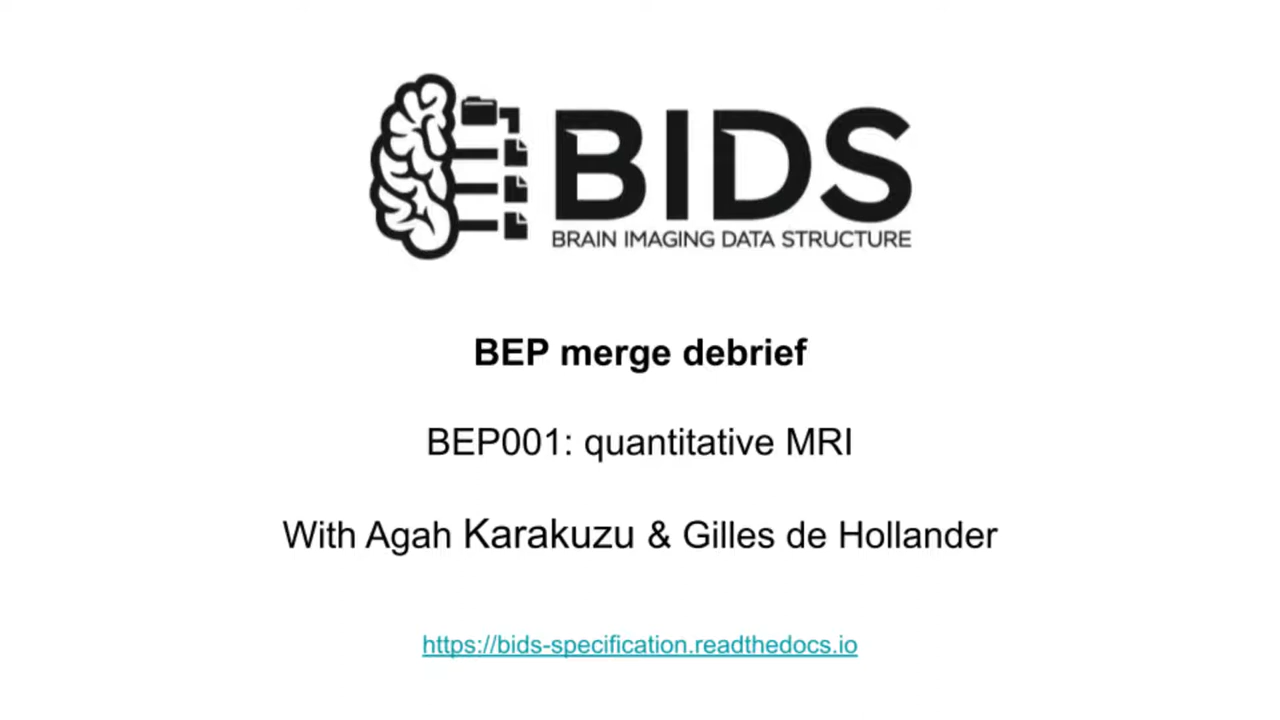 BIDS
BRAIN IMAGING DATA STRUCTURE
BEP merge debrief
BEP001: quantitative MRI
With Agah Karakuzu & Gilles de Hollander
https://bids-specification.readthedocs.io